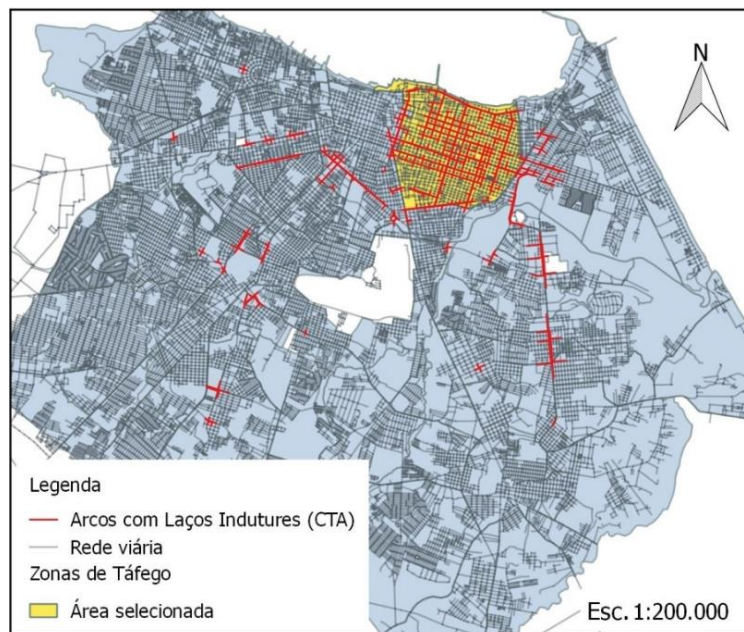 N
Legenda
Arcos com Laços Indutures (CTA)
Rede viária
Zonas de Táfego
Área selecionada
Esc. 1:200.000